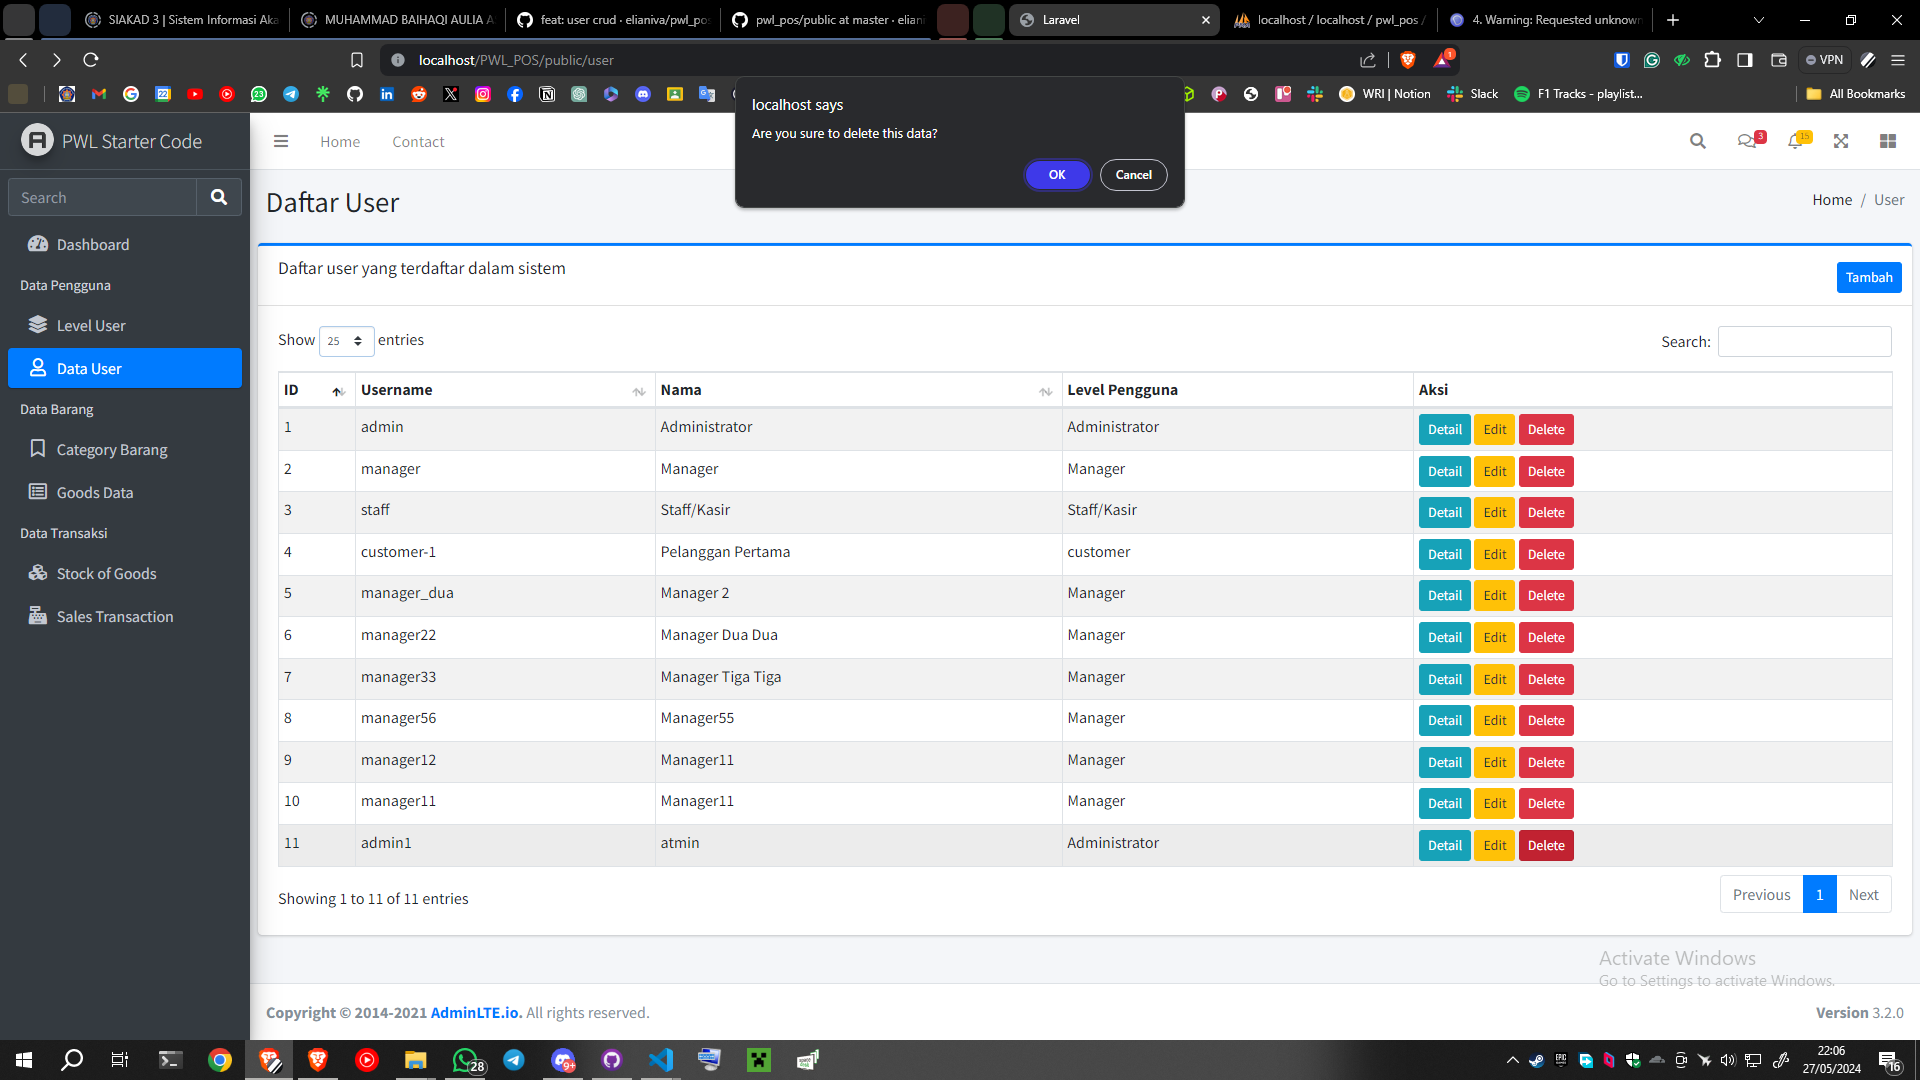 SIAKAD 3 | Sistem Informasi Aka
MUHAMMAD BAIHAQI AULIA A
feat: user crud · elianiva/pwl_pos
pwl_pos/public at master · eliani
Laravel
localhost / localhost / pwl_pos /
4. Warning: Requested unknown
localhost/PWL_POS/public/user
1
VPN
WRI | Notion
Slack
F1 Tracks - playlist...
All Bookmarks
localhost says
Are you sure to delete this data?
OK
Cancel
PWL Starter Code
Home
Contact
3
15
Search
Daftar User
Home / User
Dashboard
Data Pengguna
Level User
Data User
Data Barang
Category Barang
Goods Data
Data Transaksi
Stock of Goods
Sales Transaction
Daftar user yang terdaftar dalam sistem
Tambah
Show 25 entries
Search:
ID Username Nama Level Pengguna Aksi
1 admin Administrator Administrator Detail Edit Delete
2 manager Manager Manager Detail Edit Delete
3 staff Staff/Kasir Staff/Kasir Detail Edit Delete
4 customer-1 Pelanggan Pertama customer Detail Edit Delete
5 manager_dua Manager 2 Manager Detail Edit Delete
6 manager22 Manager Dua Dua Manager Detail Edit Delete
7 manager33 Manager Tiga Tiga Manager Detail Edit Delete
8 manager56 Manager55 Manager Detail Edit Delete
9 manager12 Manager11 Manager Detail Edit Delete
10 manager11 Manager11 Manager Detail Edit Delete
11 admin1 atmin Administrator Detail Edit Delete
Showing 1 to 11 of 11 entries
Previous 1 Next
Activate Windows
Go to Settings to activate Windows.
Copyright © 2014-2021 AdminLTE.io. All rights reserved.
Version 3.2.0
28
9+
22:06
27/05/2024
16